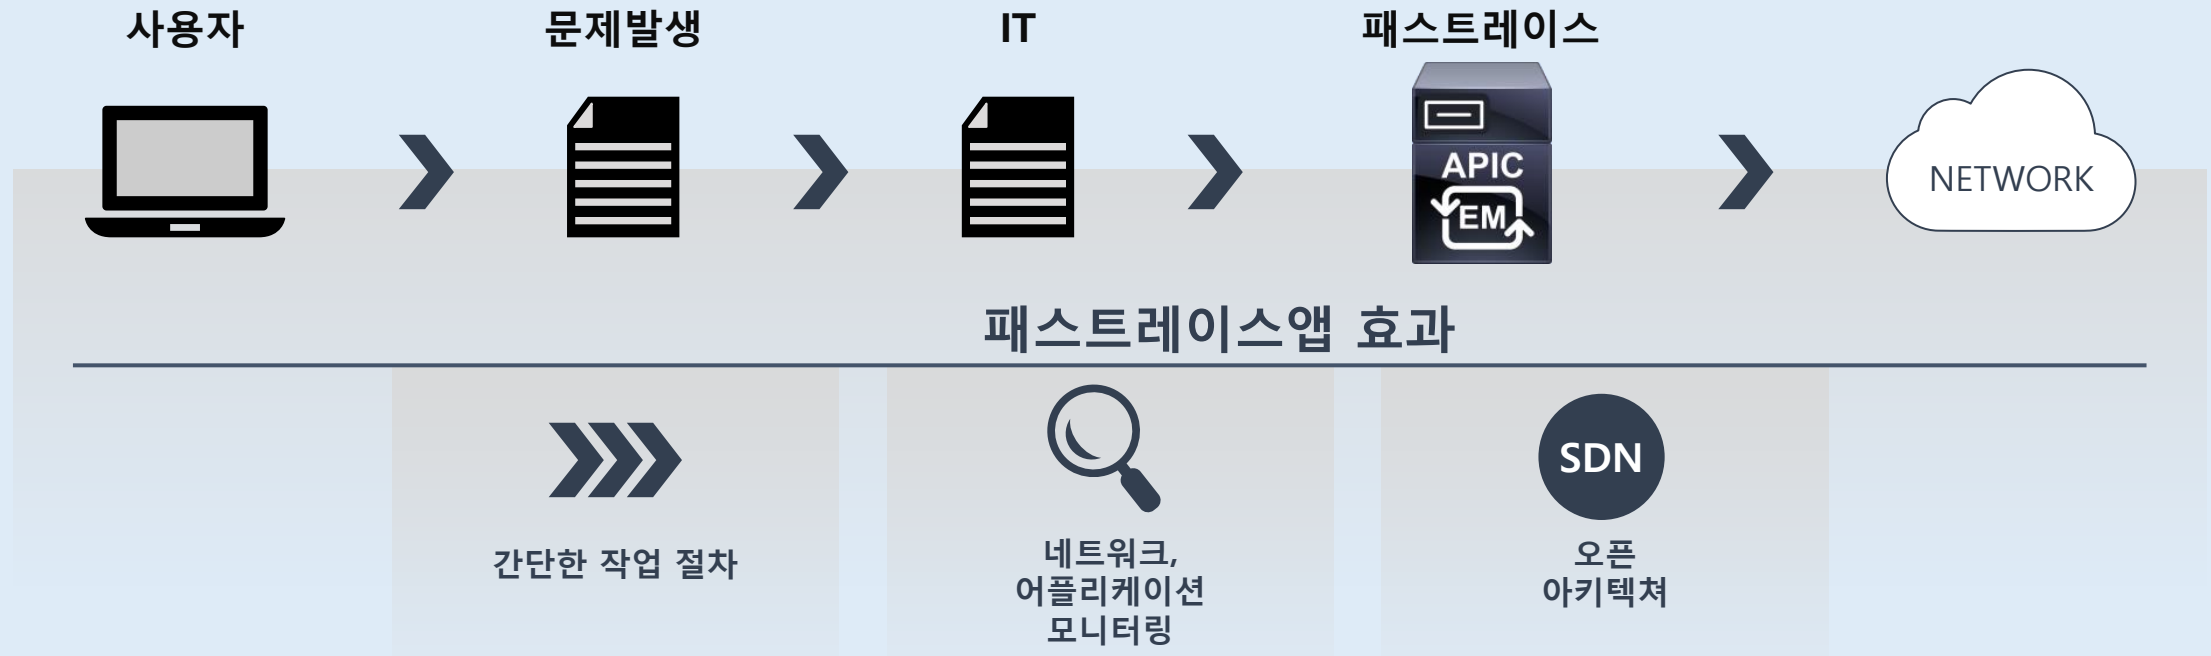 사용자
문제발생
IT
패스트레이스
APIC
EM
NETWORK
패스트레이스앱 효과
간단한 작업 절차
네트워크,
어플리케이션
모니터링
SDN
오픈
아키텍쳐